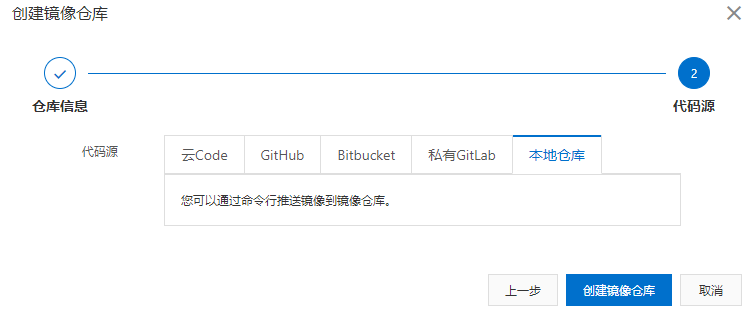 创建镜像仓库
2
仓库信息 代码源
代码源 云Code GitHub Bitbucket 私有GitLab 本地仓库
您可以通过命令行推送镜像到镜像仓库。
上一步 创建镜像仓库 取消